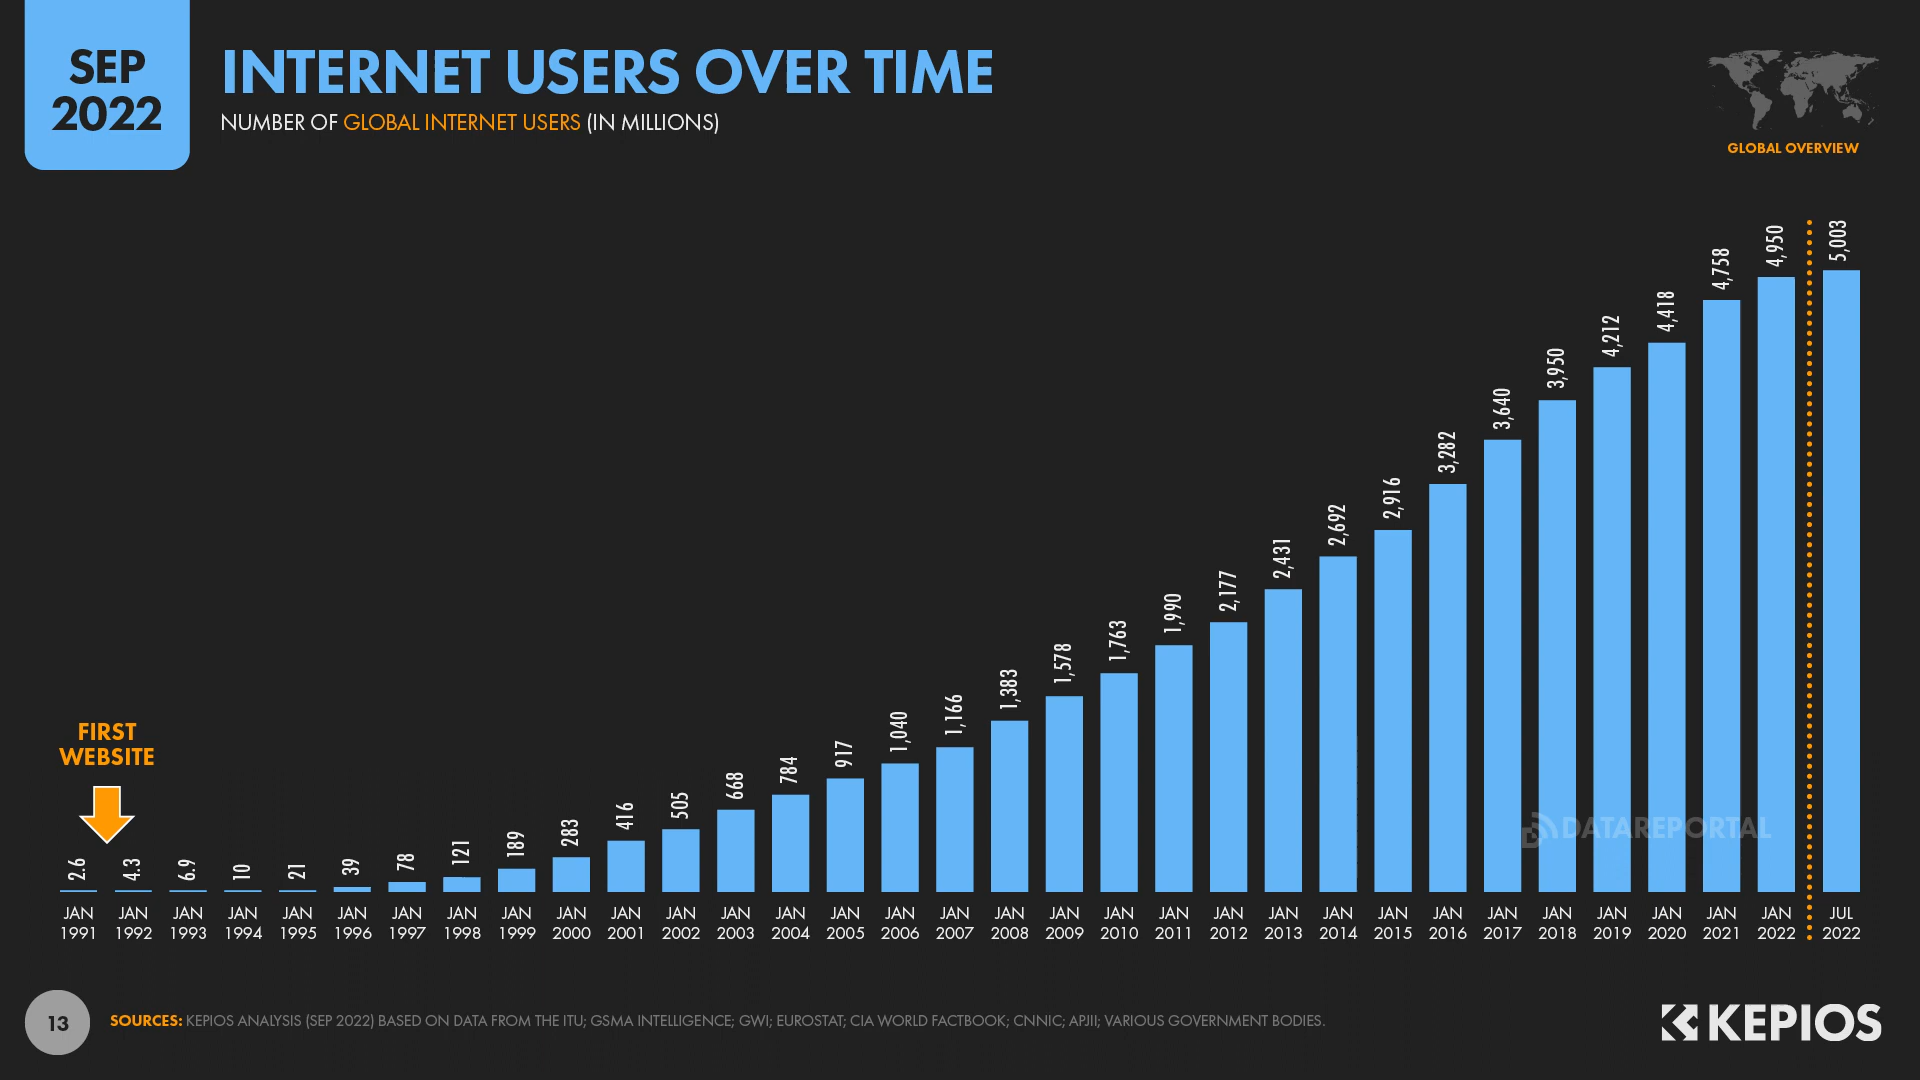 SEP
2022
INTERNET USERS OVER TIME
NUMBER OF GLOBAL INTERNET USERS (IN MILLIONS)
GLOBAL OVERVIEW
FIRST
WEBSITE
2.6 4.3 6.9 10 21 39 78 121 189 283 416 505 668 784 917 1,040 1,166 1,383 1,578 1,763 1,990 2,177 2,431 2,692 2,916 3,282 3,640 3,950 4,212 4,418 4,758 4,950 5,003
DATAREPORTAL
JAN JAN JAN JAN JAN JAN JAN JAN JAN JAN JAN JAN JAN JAN JAN JAN JAN JAN JAN JAN JAN JAN JAN JAN JAN JAN JAN JAN JAN JAN JAN JAN JUL
1991 1992 1993 1994 1995 1996 1997 1998 1999 2000 2001 2002 2003 2004 2005 2006 2007 2008 2009 2010 2011 2012 2013 2014 2015 2016 2017 2018 2019 2020 2021 2022 2022
13
SOURCES: KEPIOS ANALYSIS (SEP 2022) BASED ON DATA FROM THE ITU; GSMA INTELLIGENCE; GWI; EUROSTAT; CIA WORLD FACTBOOK; CNNIC; APJII; VARIOUS GOVERNMENT BODIES.
KEPIOS